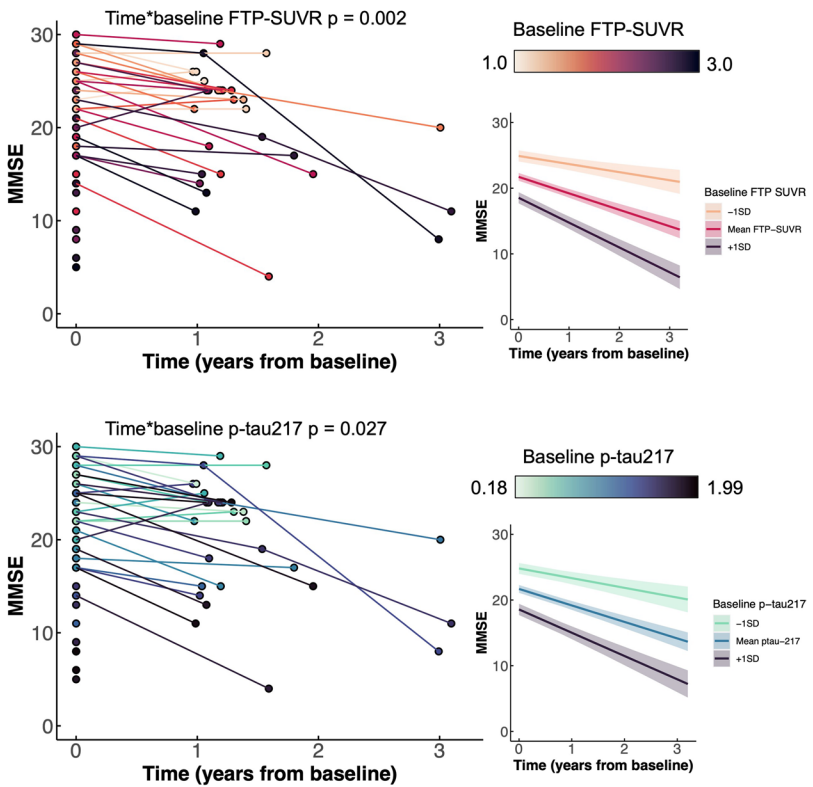 Time*baseline FTP-SUVR p = 0.002
30
20
10
0
MMSE
0 1 2 3
Time (years from baseline)
Baseline FTP-SUVR
1.0 3.0
30
20
10
0
MMSE
0 1 2 3
Time (years from baseline)
Baseline FTP SUVR
−1SD
Mean FTP−SUVR
+1SD
Time*baseline p-tau217 p = 0.027
30
20
10
0
MMSE
0 1 2 3
Time (years from baseline)
Baseline p-tau217
0.18 1.99
30
20
10
0
MMSE
0 1 2 3
Time (years from baseline)
Baseline p−tau217
−1SD
Mean ptau−217
+1SD